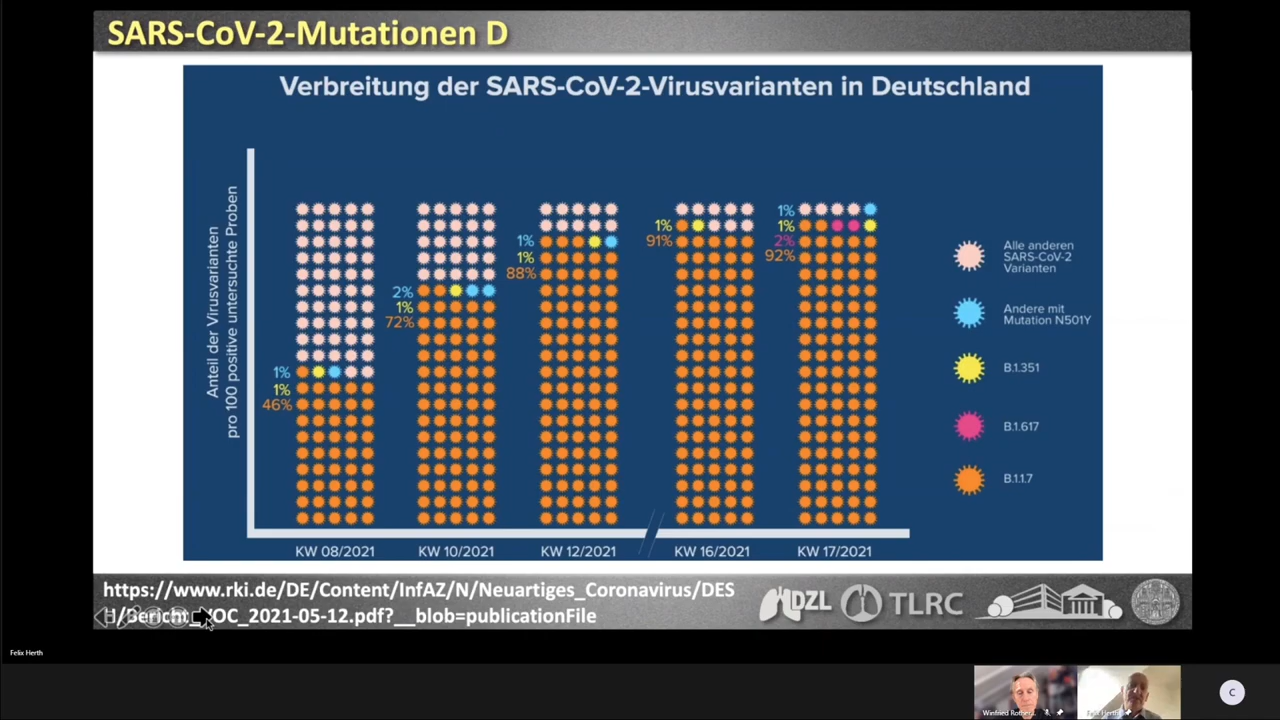 SARS-CoV-2-Mutationen D
Verbreitung der SARS-CoV-2-Virusvarianten in Deutschland
Anteil der Virusvarianten
pro 100 positive untersuchte Proben
1%
1%
46%
2%
1%
72%
1%
1%
88%
1%
91%
1%
1%
2%
92%
Alle anderen
SARS-CoV-2
Varianten
Andere mit
Mutation N501Y
B.1.351
B.1.617
B.1.1.7
KW 08/2021
KW 10/2021
KW 12/2021
KW 16/2021
KW 17/2021
https://www.rki.de/DE/Content/InfAZ/N/Neuartiges_Coronavirus/DES
H/Bericht_VOC_2021-05-12.pdf?__blob=publicationFile
DZL
TLRC
Felix Herth
Winfried
Felix Herth
C